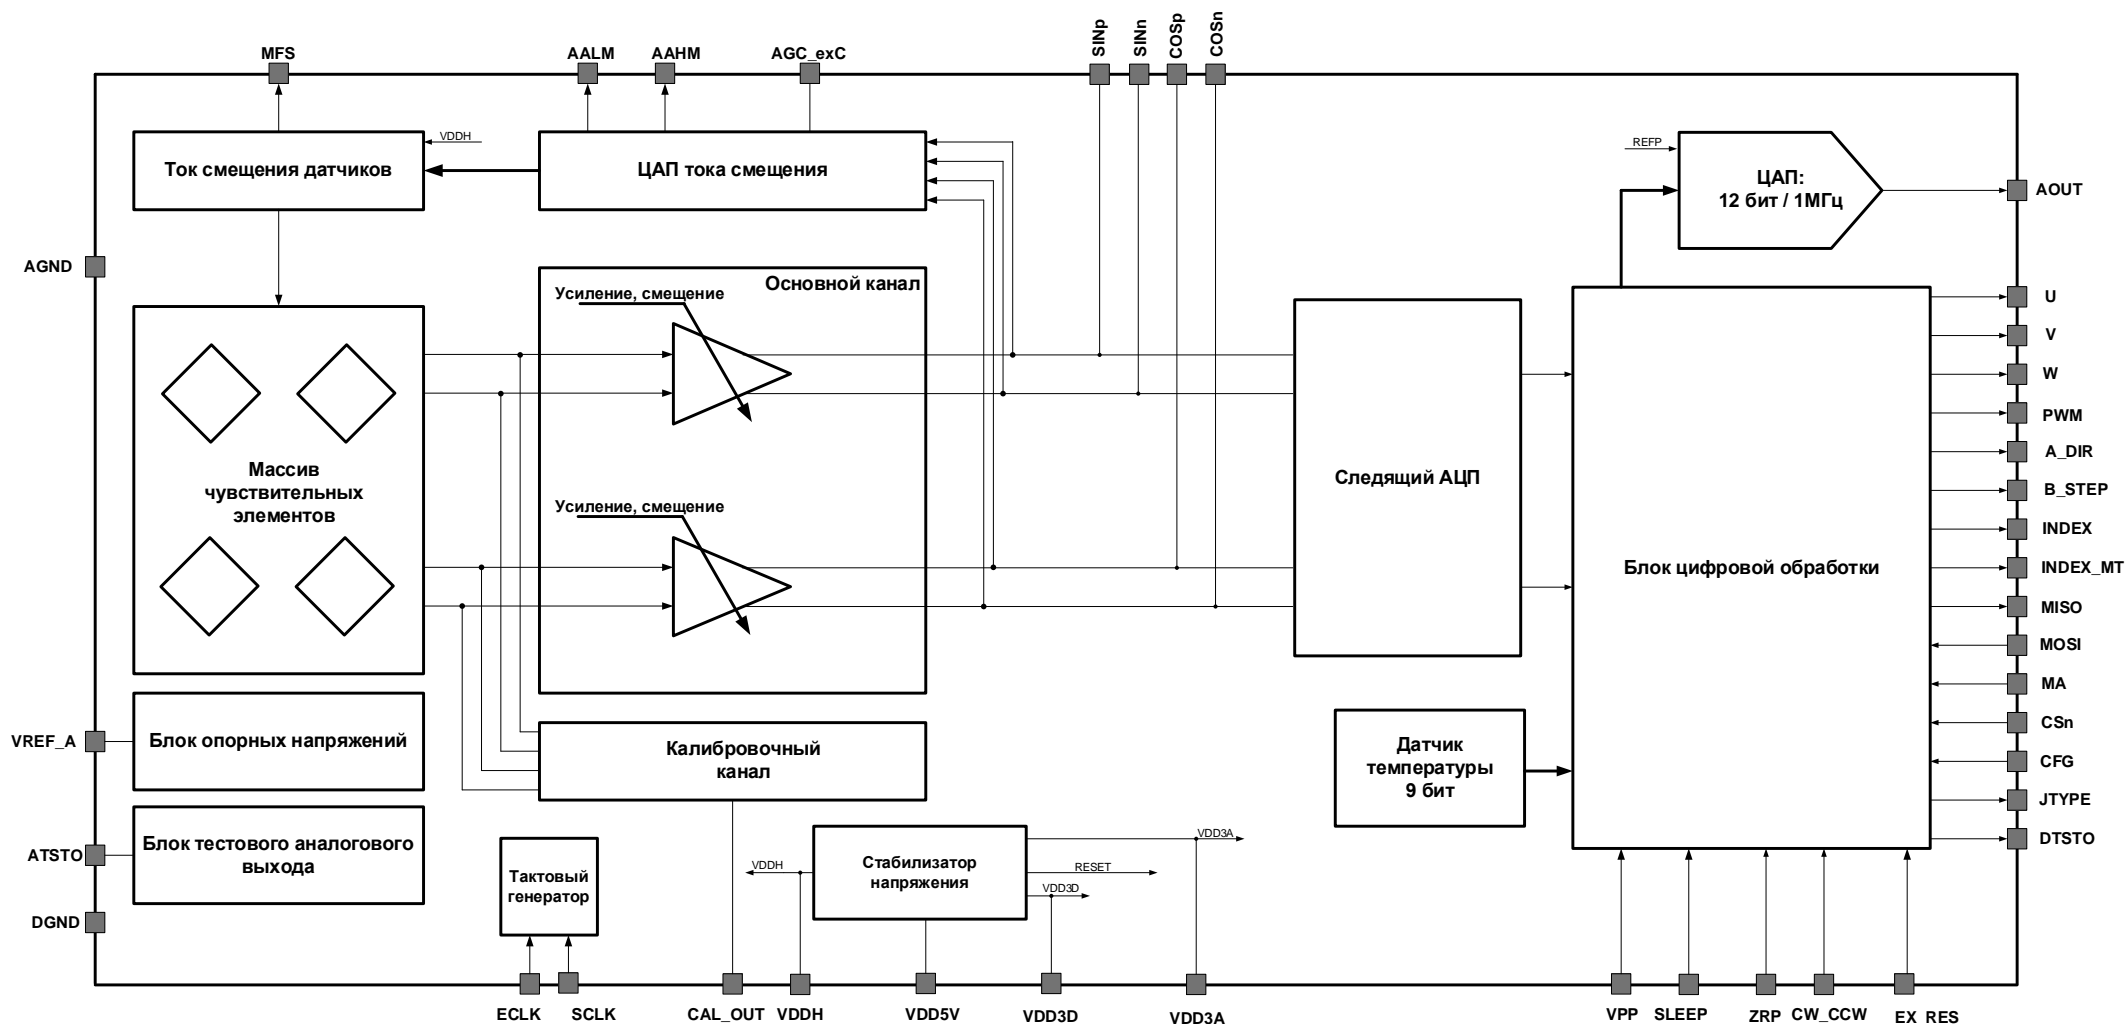 SINp
SINn
COSp
COSn
MFS
AALM
AAHM
AGC_exC
VDDH
Ток смещения датчиков
ЦАП тока смещения
REFP
ЦАП:
12 бит / 1МГц
AOUT
AGND
Основной канал
Усиление, смещение
U
V
W
PWM
A_DIR
B_STEP
INDEX
INDEX_MT
MISO
MOSI
MA
CSn
CFG
JTYPE
DTSTO
Массив
чувствительных
элементов
Усиление, смещение
Следящий АЦП
Блок цифровой обработки
VREF_A
Блок опорных напряжений
Калибровочный
канал
Датчик
температуры
9 бит
ATSTO
Блок тестового аналогового
выхода
DGND
Тактовый
генератор
VDDH
Стабилизатор
напряжения
VDD3A
RESET
VDD3D
ECLK
SCLK
CAL_OUT
VDDH
VDD5V
VDD3D
VDD3A
VPP
SLEEP
ZRP
CW_CCW
EX_RES